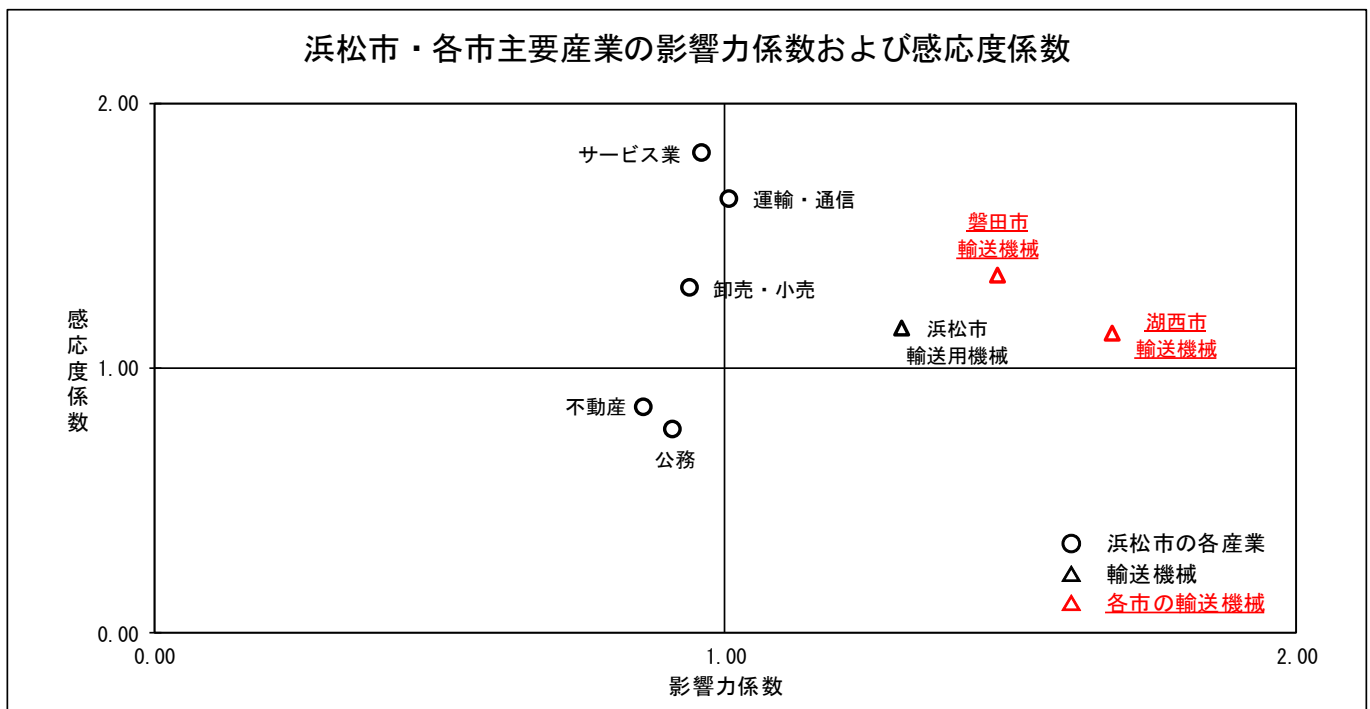 浜松市・各市主要産業の影響力係数および感応度係数
2.00
サービス業
運輸・通信
磐田市
輸送機械
卸売・小売
感応度係数
浜松市
輸送用機械
湖西市
輸送機械
1.00
不動産
公務
浜松市の各産業
輸送機械
各市の輸送機械
0.00
0.00
1.00
2.00
影響力係数